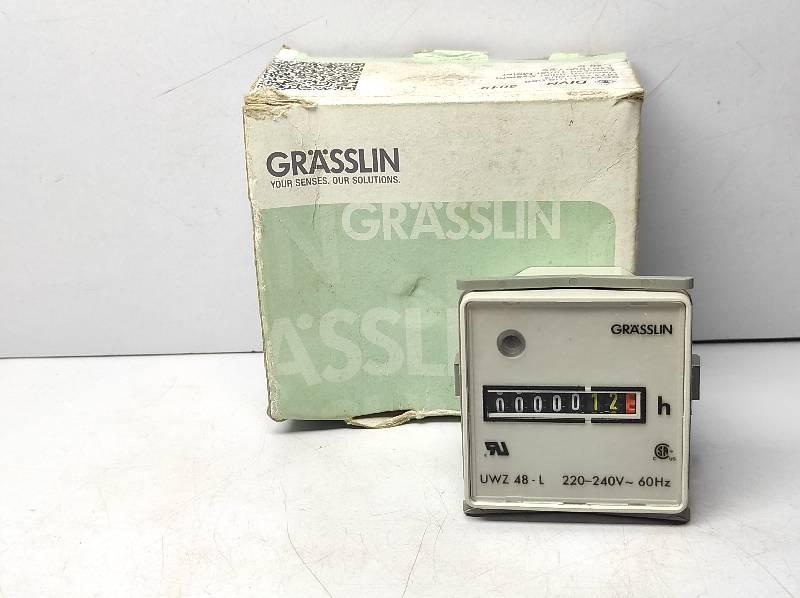 GRÄSSLIN
YOUR SENSES. OUR SOLUTIONS.
GRÄSSLIN
GRÄSSLIN
0000012
h
UWZ 48 - L 220-240V~ 60Hz